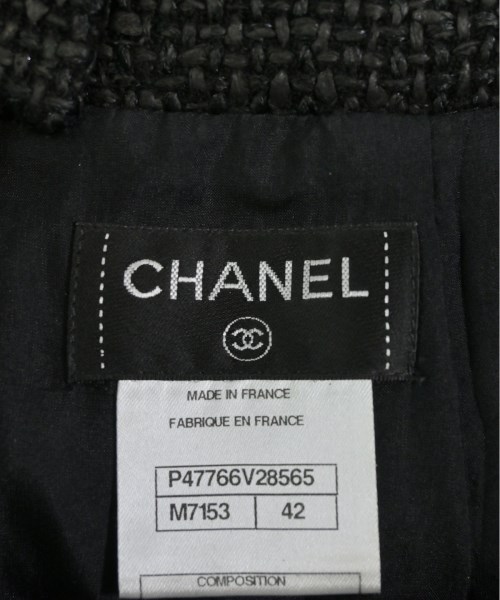 CHANEL
MADE IN FRANCE
FABRIQUE EN FRANCE
P47766V28565
M7153 42
COMPOSITION